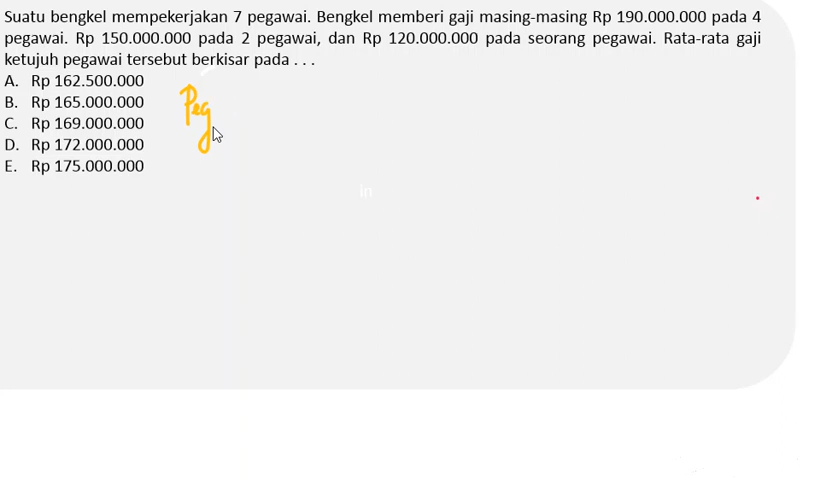 Suatu bengkel mempekerjakan 7 pegawai. Bengkel memberi gaji masing-masing Rp 190.000.000 pada 4
pegawai. Rp 150.000.000 pada 2 pegawai, dan Rp 120.000.000 pada seorang pegawai. Rata-rata gaji
ketujuh pegawai tersebut berkisar pada . . .
A. Rp 162.500.000
B. Rp 165.000.000
Peg
C. Rp 169.000.000
D. Rp 172.000.000
E. Rp 175.000.000
in